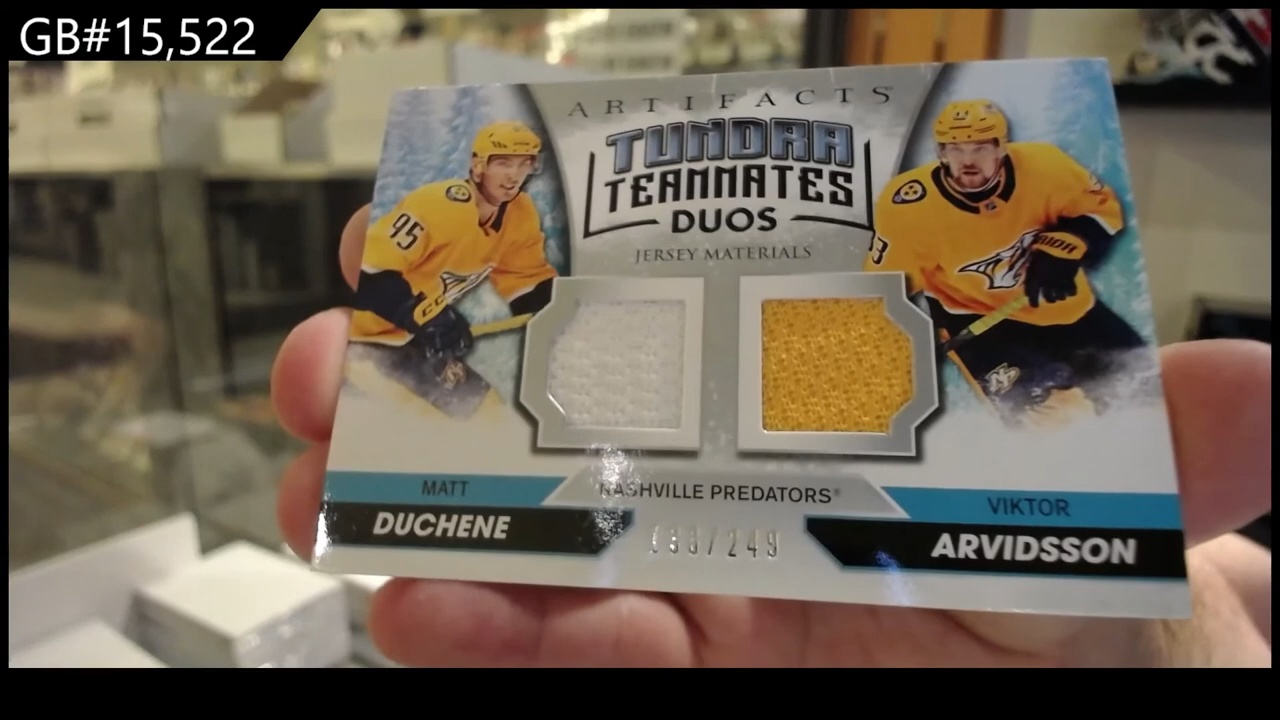 GB#15,522
ARTIFACTS
TUNDRA
TEAMMATES
DUOS
JERSEY MATERIALS
95
MATT
DUCHENE
NASHVILLE PREDATORS
/249
VIKTOR
ARVIDSSON